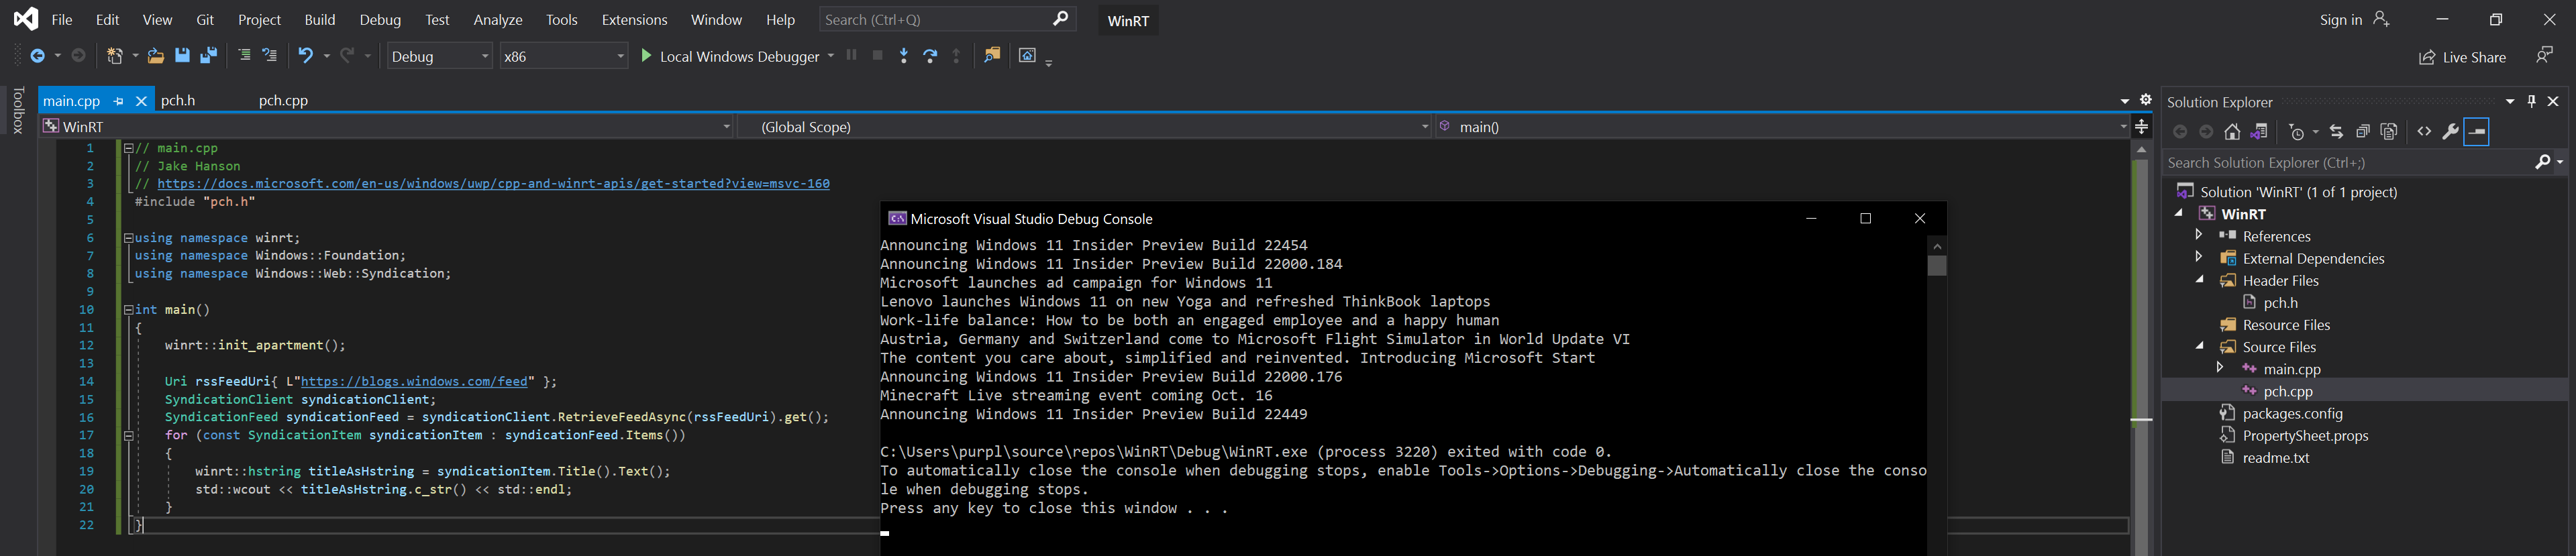 File Edit View Git Project Build Debug Test Analyze Tools Extensions Window Help Search (Ctrl+Q) WinRT Sign in
Debug x86 Local Windows Debugger Live Share
Toolbox
main.cpp pch.h pch.cpp
WinRT (Global Scope) main()
1 // main.cpp
2 // Jake Hanson
3 // https://docs.microsoft.com/en-us/windows/uwp/cpp-and-winrt-apis/get-started?view=msvc-160
4 #include "pch.h"
5
6 using namespace winrt;
7 using namespace Windows::Foundation;
8 using namespace Windows::Web::Syndication;
9
10 int main()
11 {
12 winrt::init_apartment();
13
14 Uri rssFeedUri{ L"https://blogs.windows.com/feed" };
15 SyndicationClient syndicationClient;
16 SyndicationFeed syndicationFeed = syndicationClient.RetrieveFeedAsync(rssFeedUri).get();
17 for (const SyndicationItem syndicationItem : syndicationFeed.Items())
18 {
19 winrt::hstring titleAsHstring = syndicationItem.Title().Text();
20 std::wcout << titleAsHstring.c_str() << std::endl;
21 }
22 }
Microsoft Visual Studio Debug Console
Announcing Windows 11 Insider Preview Build 22454
Announcing Windows 11 Insider Preview Build 22000.184
Microsoft launches ad campaign for Windows 11
Lenovo launches Windows 11 on new Yoga and refreshed ThinkBook laptops
Work-life balance: How to be both an engaged employee and a happy human
Austria, Germany and Switzerland come to Microsoft Flight Simulator in World Update VI
The content you care about, simplified and reinvented. Introducing Microsoft Start
Announcing Windows 11 Insider Preview Build 22000.176
Minecraft Live streaming event coming Oct. 16
Announcing Windows 11 Insider Preview Build 22449
C:\Users\purpl\source\repos\WinRT\Debug\WinRT.exe (process 3220) exited with code 0.
To automatically close the console when debugging stops, enable Tools->Options->Debugging->Automatically close the conso
le when debugging stops.
Press any key to close this window . . .
Solution Explorer
Search Solution Explorer (Ctrl+;)
Solution 'WinRT' (1 of 1 project)
WinRT
References
External Dependencies
Header Files
pch.h
Resource Files
Source Files
main.cpp
pch.cpp
packages.config
PropertySheet.props
readme.txt